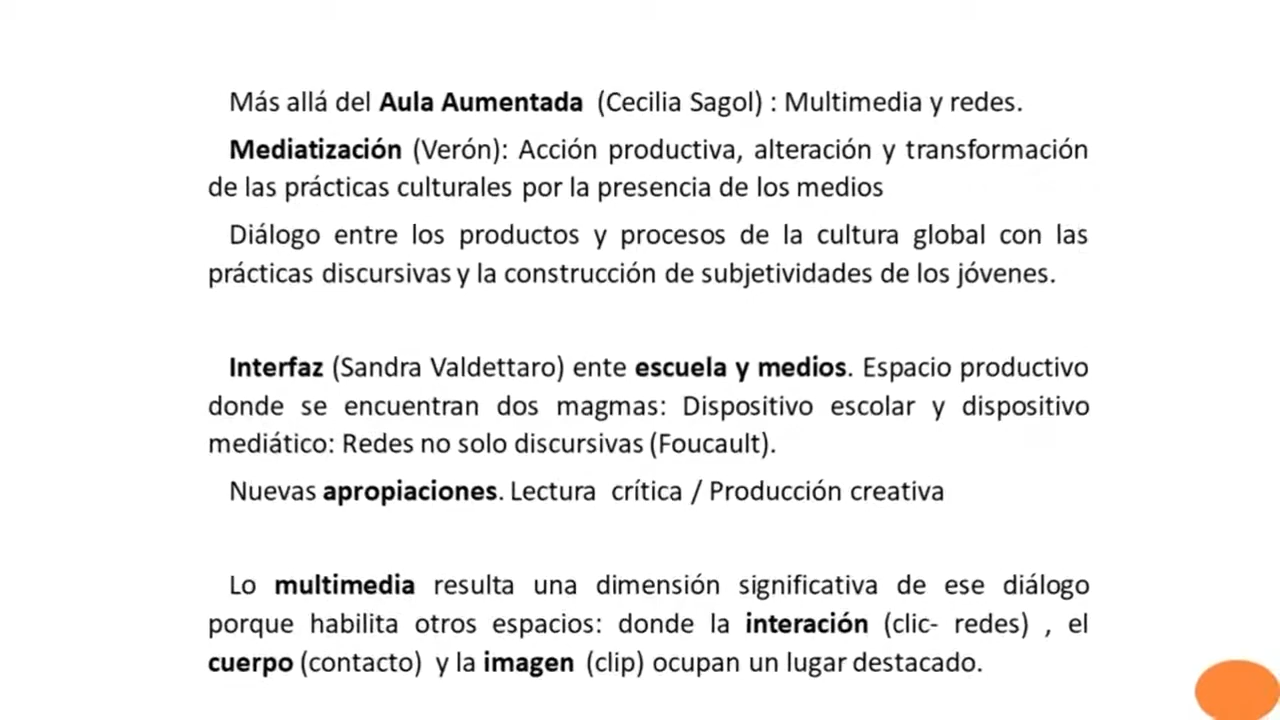 Más allá del Aula Aumentada (Cecilia Sagol) : Multimedia y redes.
Mediatización (Verón): Acción productiva, alteración y transformación
de las prácticas culturales por la presencia de los medios
Diálogo entre los productos y procesos de la cultura global con las
prácticas discursivas y la construcción de subjetividades de los jóvenes.
Interfaz (Sandra Valdettaro) ente escuela y medios. Espacio productivo
donde se encuentran dos magmas: Dispositivo escolar y dispositivo
mediático: Redes no solo discursivas (Foucault).
Nuevas apropiaciones. Lectura crítica / Producción creativa
Lo multimedia resulta una dimensión significativa de ese diálogo
porque habilita otros espacios: donde la interación (clic- redes) , el
cuerpo (contacto) y la imagen (clip) ocupan un lugar destacado.